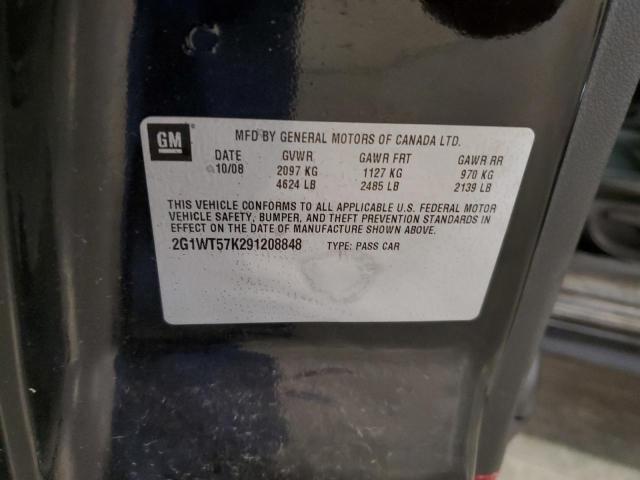 GM
MFD BY GENERAL MOTORS OF CANADA LTD.
DATE GVWR GAWR FRT GAWR RR
10/08 2097 KG 1127 KG 970 KG
4624 LB 2485 LB 2139 LB
THIS VEHICLE CONFORMS TO ALL APPLICABLE U.S. FEDERAL MOTOR
VEHICLE SAFETY, BUMPER, AND THEFT PREVENTION STANDARDS IN
EFFECT ON THE DATE OF MANUFACTURE SHOWN ABOVE.
2G1WT57K291208848 TYPE: PASS CAR